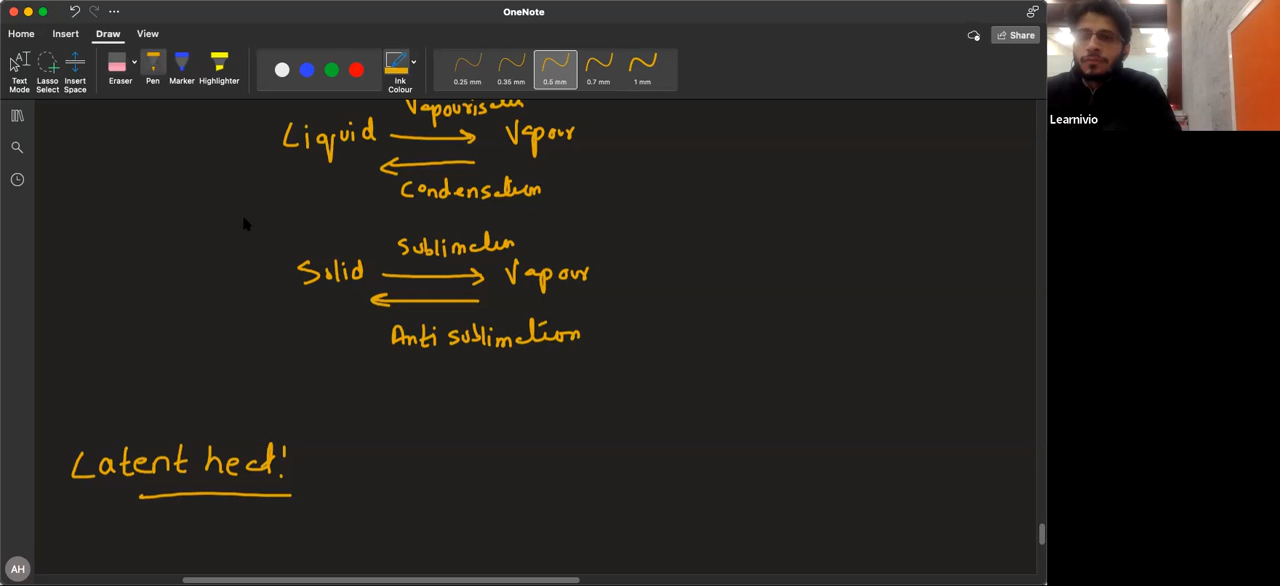 OneNote
Home Insert Draw View
Share
Text Mode
Lasso Select
Insert Space
Eraser
Pen
Marker
Highlighter
Ink Colour
0.25 mm
0.35 mm
0.5 mm
0.7 mm
1 mm
Learnivio
Liquid Vapour
Condensation
Sublimation
Solid Vapour
Anti sublimation
Latent heat!
AH